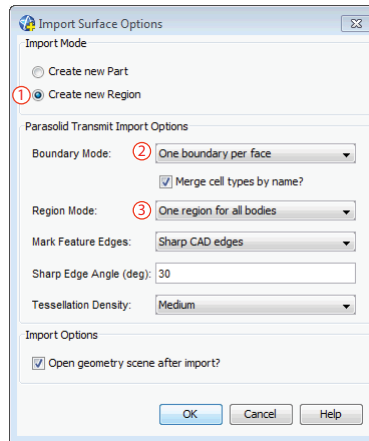 Import Surface Options
Import Mode
Create new Part
① Create new Region
Parasolid Transmit Import Options
Boundary Mode: ② One boundary per face
Merge cell types by name?
Region Mode: ③ One region for all bodies
Mark Feature Edges: Sharp CAD edges
Sharp Edge Angle (deg): 30
Tessellation Density: Medium
Import Options
Open geometry scene after import?
OK Cancel Help